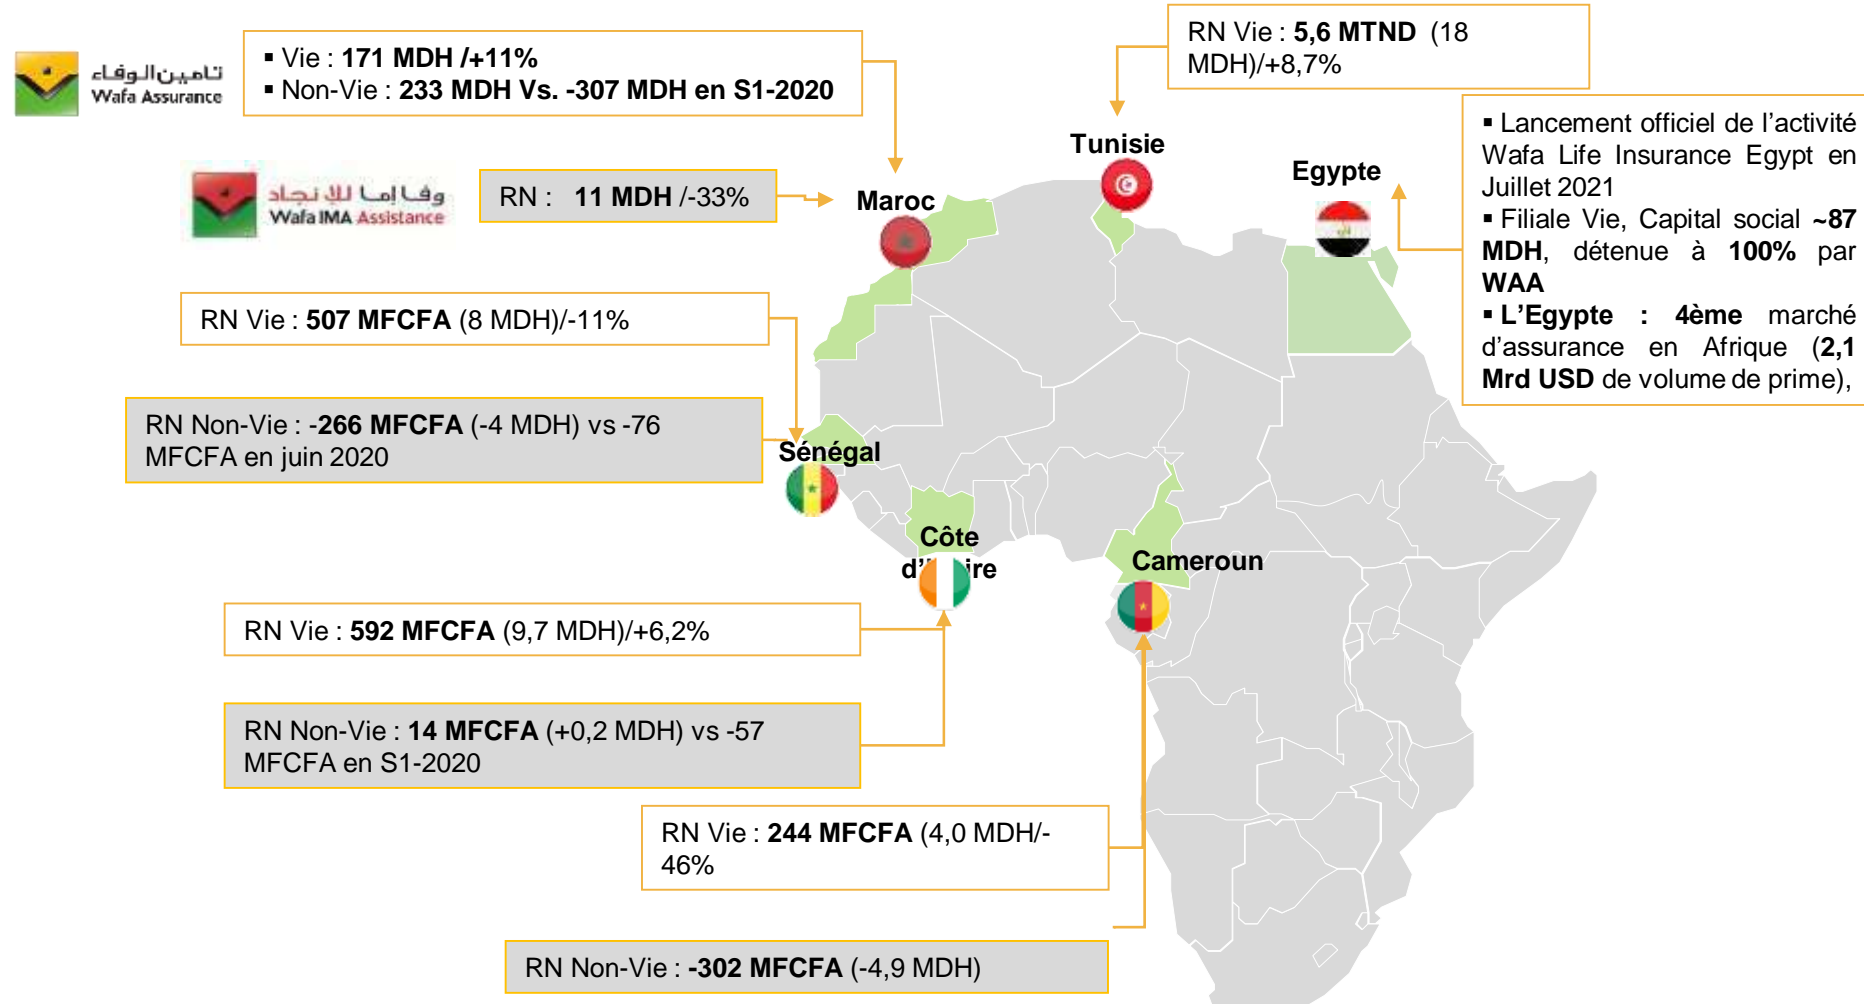 تامين الوفاء
Wafa Assurance
▪ Vie : 171 MDH /+11%
▪ Non-Vie : 233 MDH Vs. -307 MDH en S1-2020
RN Vie : 5,6 MTND (18
MDH)/+8,7%
▪ Lancement officiel de l’activité
Wafa Life Insurance Egypt en
Juillet 2021
▪ Filiale Vie, Capital social ~87
MDH, détenue à 100% par
WAA
▪ L’Egypte : 4ème marché
d’assurance en Afrique (2,1
Mrd USD de volume de prime),
Tunisie
Egypte
وفا إما للإنجاد
Wafa IMA Assistance
RN : 11 MDH /-33%
Maroc
RN Vie : 507 MFCFA (8 MDH)/-11%
RN Non-Vie : -266 MFCFA (-4 MDH) vs -76
MFCFA en juin 2020
Sénégal
Côte
Cameroun
RN Vie : 592 MFCFA (9,7 MDH)/+6,2%
RN Non-Vie : 14 MFCFA (+0,2 MDH) vs -57
MFCFA en S1-2020
RN Vie : 244 MFCFA (4,0 MDH/-
46%
RN Non-Vie : -302 MFCFA (-4,9 MDH)